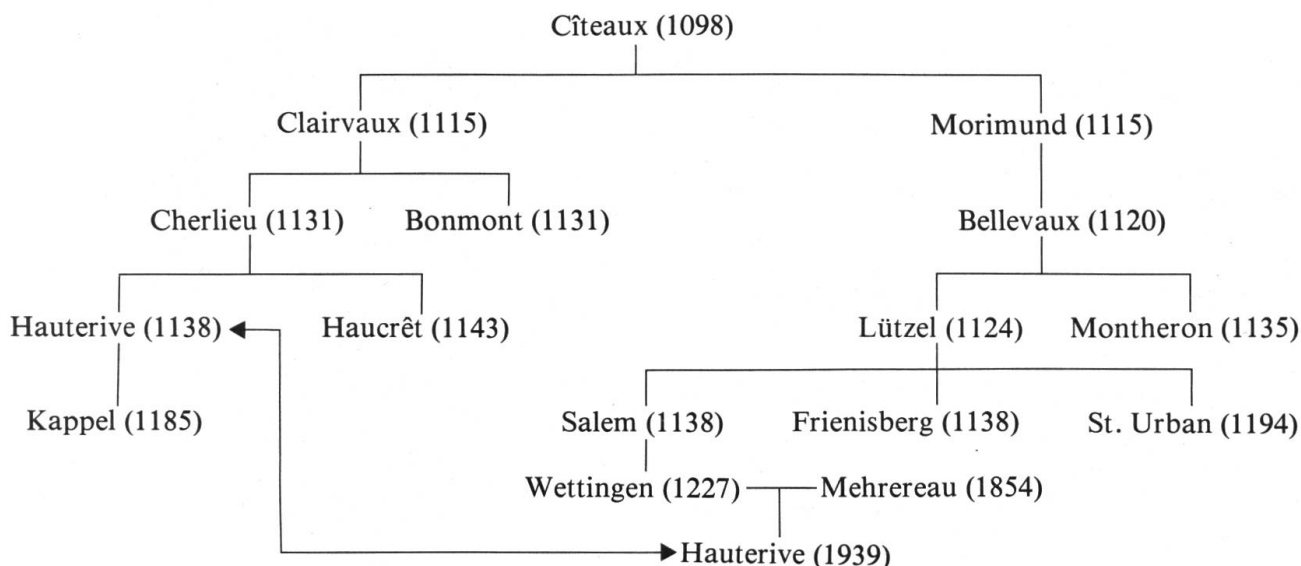 Cîteaux (1098)
Clairvaux (1115) Morimund (1115)
Cherlieu (1131) Bonmont (1131) Bellevaux (1120)
Hauterive (1138) Haucrêt (1143) Lützel (1124) Montheron (1135)
Kappel (1185) Salem (1138) Frienisberg (1138) St. Urban (1194)
Wettingen (1227) Mehrereau (1854)
Hauterive (1939)